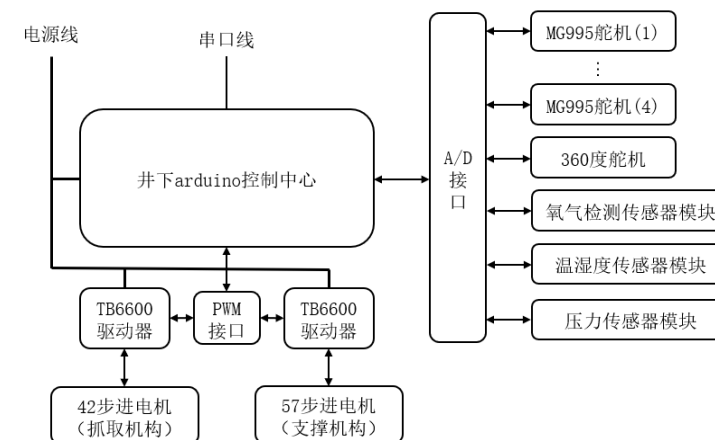 电源线
串口线
井下arduino控制中心
A/D
接
口
MG995舵机(1)
⋮
MG995舵机(4)
360度舵机
氧气检测传感器模块
温湿度传感器模块
压力传感器模块
TB6600
驱动器
PWM
接口
TB6600
驱动器
42步进电机
（抓取机构）
57步进电机
（支撑机构）